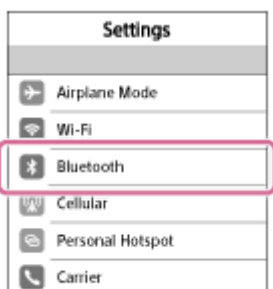 Settings
Airplane Mode
Wi-Fi
Bluetooth
Cellular
Personal Hotspot
Carrier